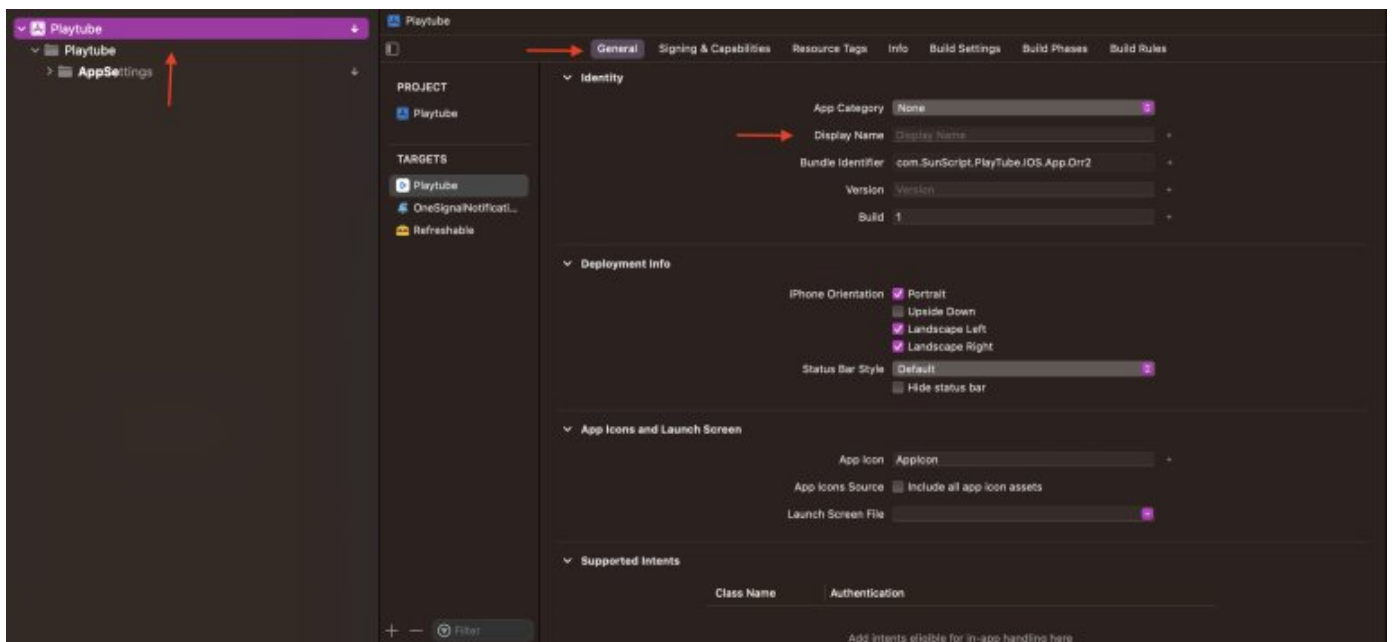 Playtube
Playtube
AppSettings
Playtube
General Signing & Capabilities Resource Tags Info Build Settings Build Phases Build Rules
PROJECT
Playtube
TARGETS
Playtube
OneSignalNotificati...
Refreshable
Filter
Identity
App Category None
Display Name Display Name
Bundle Identifier com.SunScript.PlayTube.IOS.App.Orr2
Version Version
Build 1
Deployment Info
iPhone Orientation Portrait
Upside Down
Landscape Left
Landscape Right
Status Bar Style Default
Hide status bar
App Icons and Launch Screen
App Icon AppIcon
App Icons Source Include all app icon assets
Launch Screen File
Supported Intents
Class Name Authentication
Add intents eligible for in-app handling here